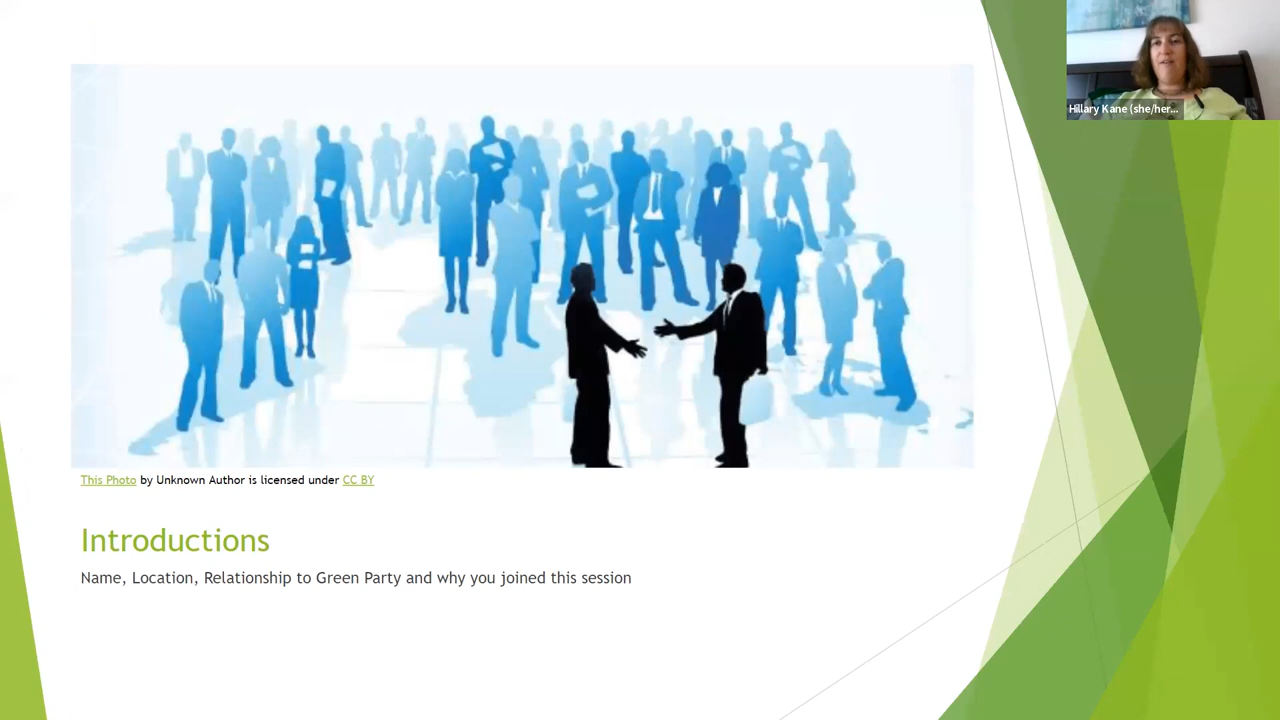 Hillary Kane (she/her...
This Photo by Unknown Author is licensed under CC BY
Introductions
Name, Location, Relationship to Green Party and why you joined this session